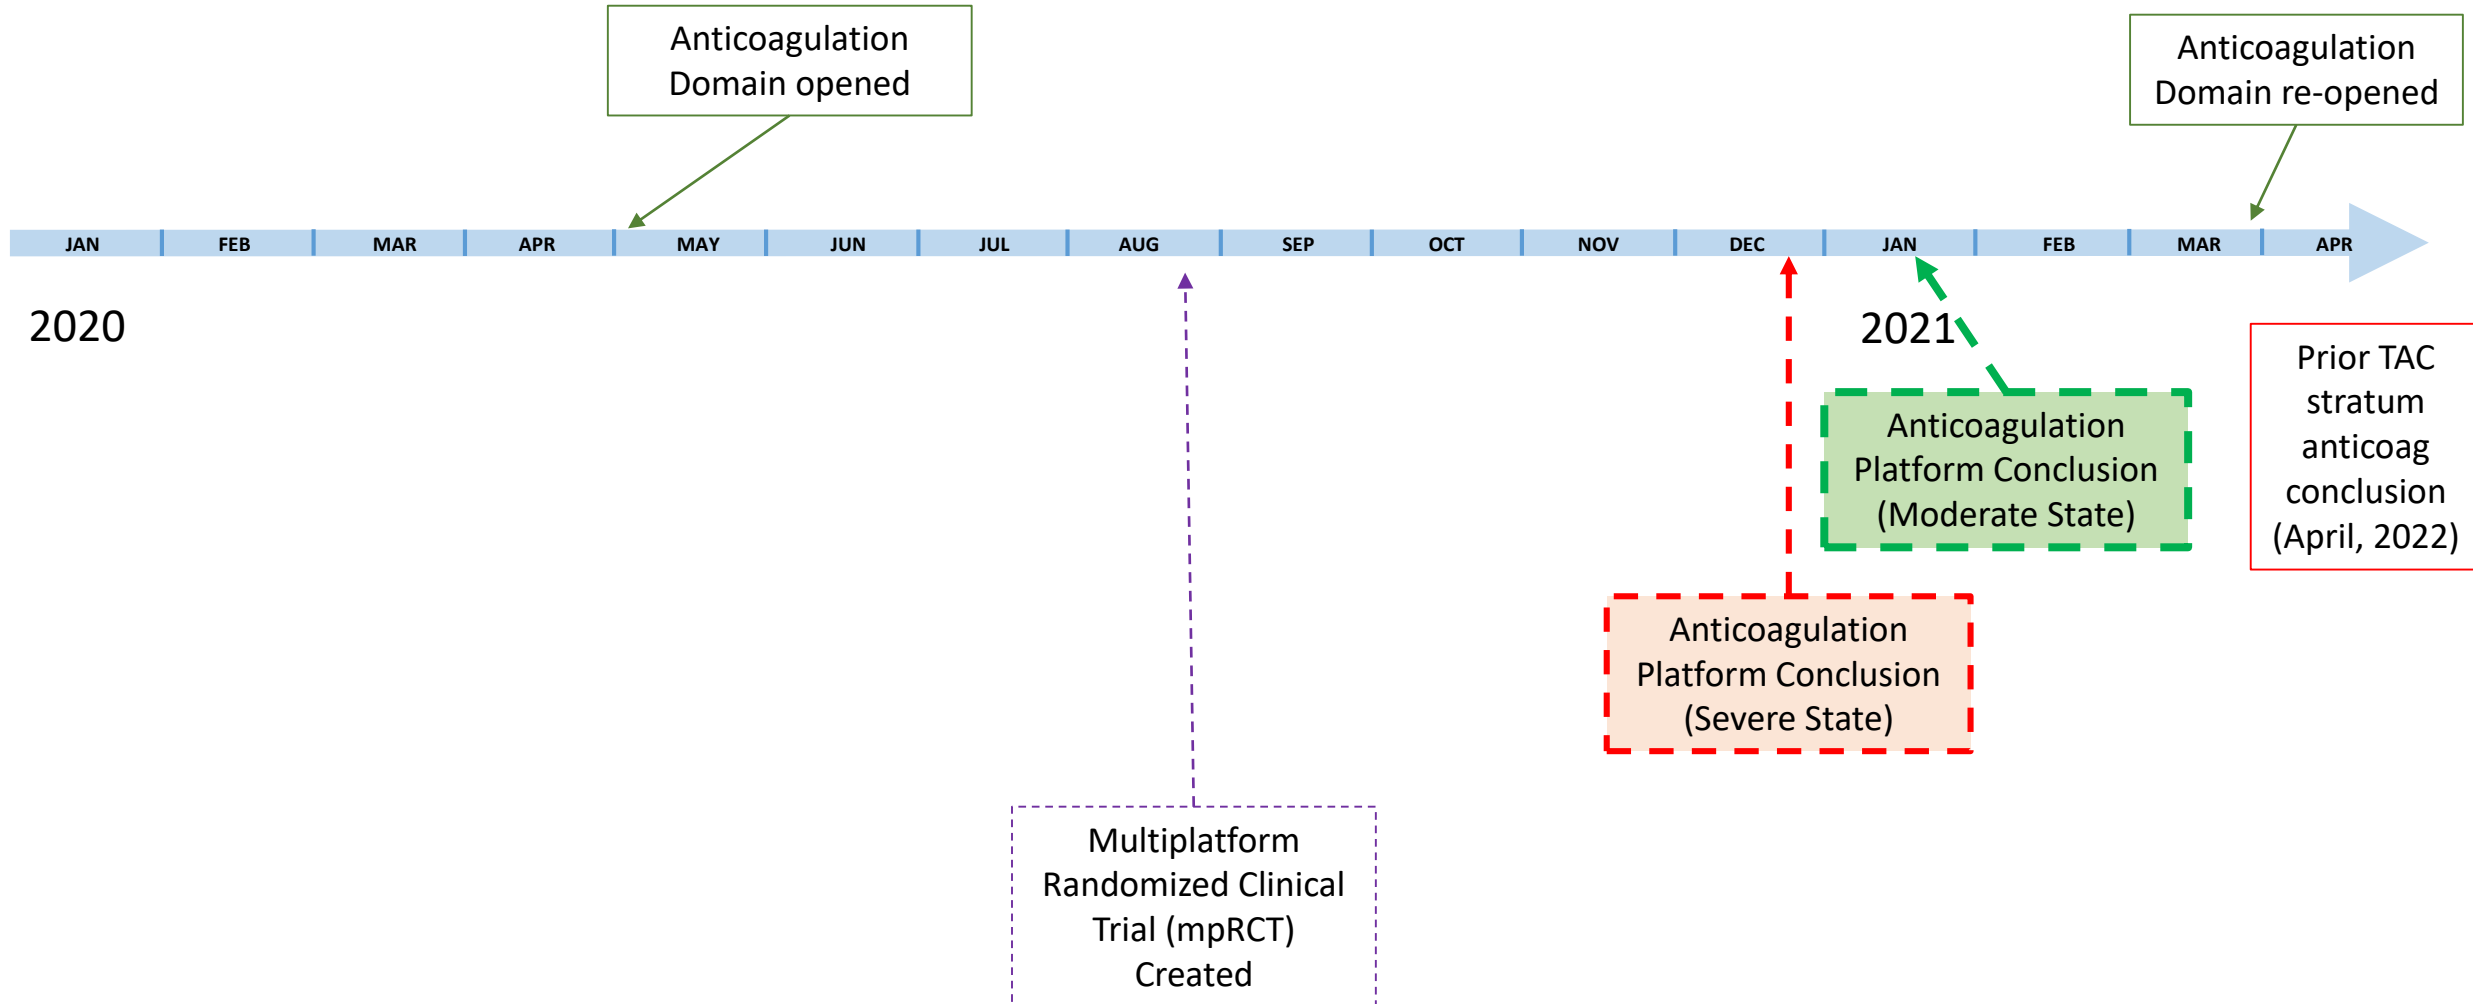 Anticoagulation
Domain opened
Anticoagulation
Domain re-opened
JAN FEB MAR APR MAY JUN JUL AUG SEP OCT NOV DEC JAN FEB MAR APR
2020
2021
Prior TAC
stratum
anticoag
conclusion
(April, 2022)
Anticoagulation
Platform Conclusion
(Moderate State)
Anticoagulation
Platform Conclusion
(Severe State)
Multiplatform
Randomized Clinical
Trial (mpRCT)
Created